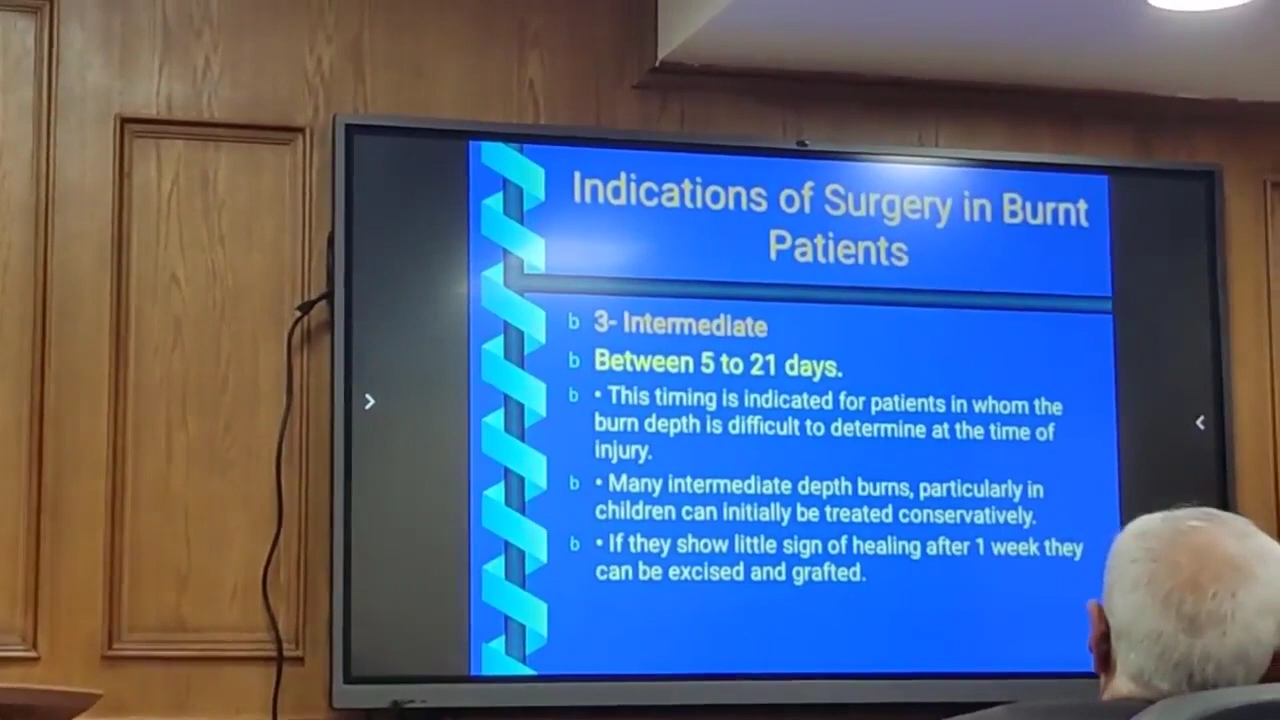 Indications of Surgery in Burnt
Patients
b 3- Intermediate
b Between 5 to 21 days.
b • This timing is indicated for patients in whom the
burn depth is difficult to determine at the time of
injury.
b • Many intermediate depth burns, particularly in
children can initially be treated conservatively.
b • If they show little sign of healing after 1 week they
can be excised and grafted.